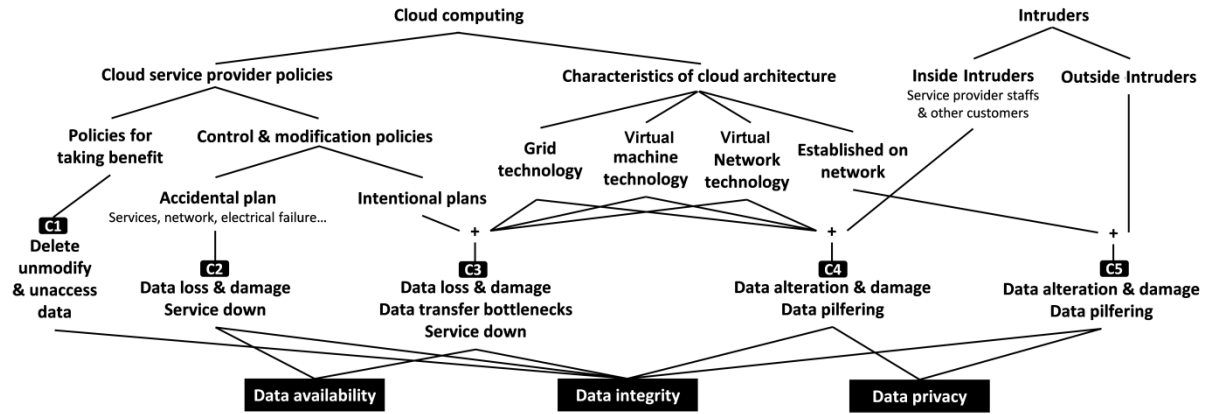 Cloud computing
Intruders
Cloud service provider policies
Characteristics of cloud architecture
Inside Intruders
Service provider staffs
& other customers
Outside Intruders
Policies for
taking benefit
Control & modification policies
Grid
technology
Virtual
machine
technology
Virtual
Network
technology
Established on
network
Accidental plan
Services, network, electrical failure...
Intentional plans
+
+
+
C1
Delete
unmodify
& unaccess
data
C2
Data loss & damage
Service down
C3
Data loss & damage
Data transfer bottlenecks
Service down
C4
Data alteration & damage
Data pilfering
C5
Data alteration & damage
Data pilfering
Data availability
Data integrity
Data privacy